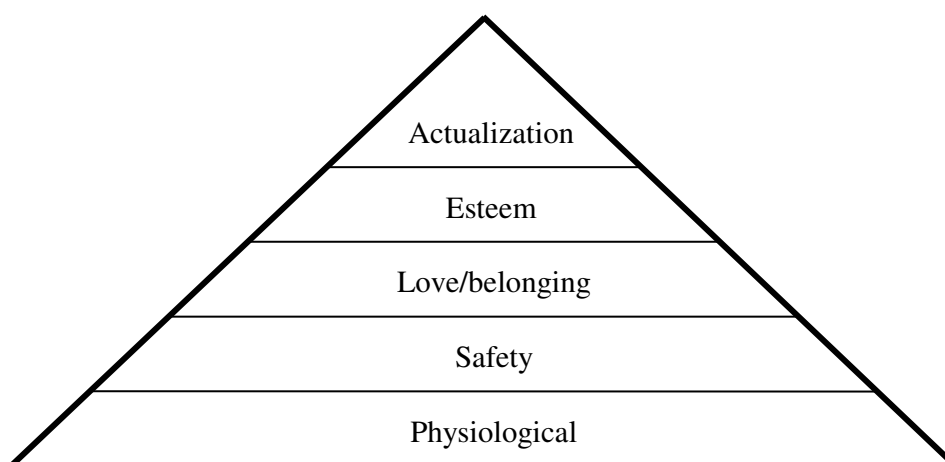 Actualization
Esteem
Love/belonging
Safety
Physiological